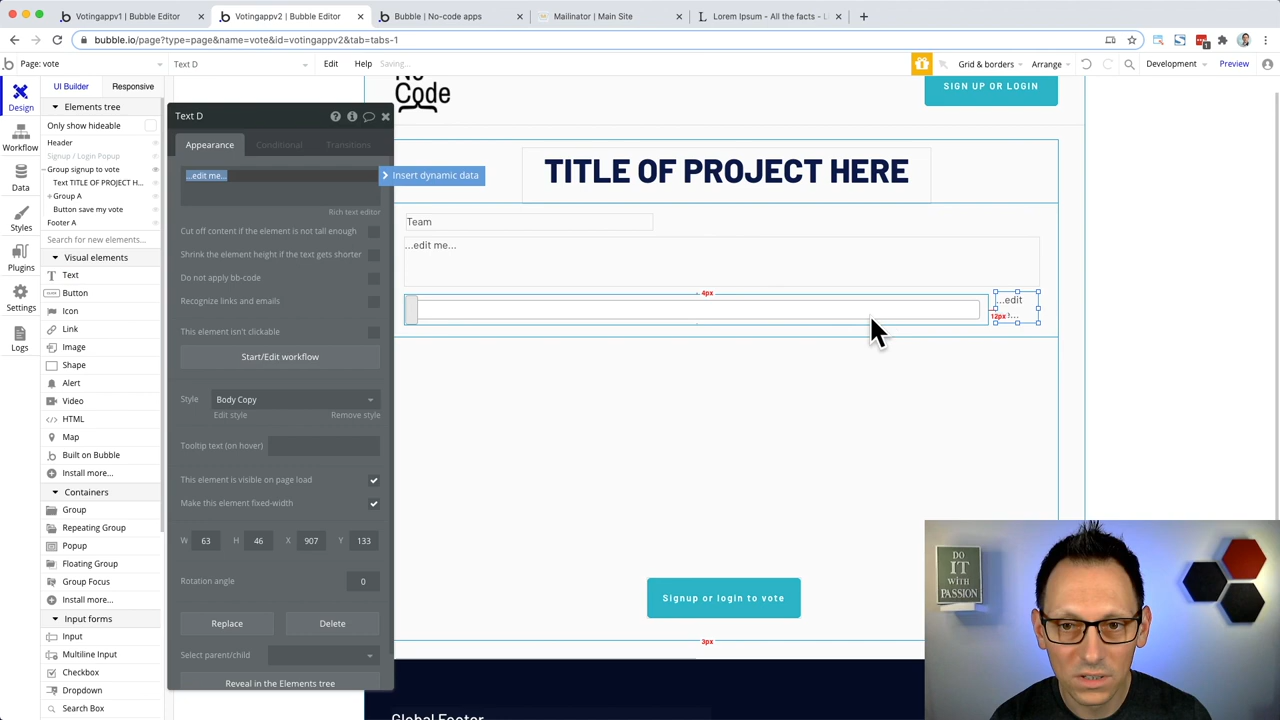 Votingappv1 | Bubble Editor
Votingappv2 | Bubble Editor
Bubble | No-code apps
Mailinator | Main Site
Lorem Ipsum - All the facts - Li
bubble.io/page?type=page&name=vote&id=votingappv2&tab=tabs-1
Page: vote
Text D
Edit
Help
Saving...
Grid & borders
Arrange
Development
Preview
Design
Workflow
Data
Styles
Plugins
Settings
Logs
UI Builder
Responsive
Elements tree
Only show hideable
Header
Signup / Login Popup
Group signup to vote
Text TITLE OF PROJECT H...
Group A
Button save my vote
Footer A
Search for new elements...
Visual elements
Text
Button
Icon
Link
Image
Shape
Alert
Video
HTML
Map
Built on Bubble
Install more...
Containers
Group
Repeating Group
Popup
Floating Group
Group Focus
Install more...
Input forms
Input
Multiline Input
Checkbox
Dropdown
Search Box
Text D
Appearance
Conditional
Transitions
...edit me...
Insert dynamic data
Rich text editor
Cut off content if the element is not tall enough
Shrink the element height if the text gets shorter
Do not apply bb-code
Recognize links and emails
This element isn't clickable
Start/Edit workflow
Style
Body Copy
Edit style
Remove style
Tooltip text (on hover)
This element is visible on page load
Make this element fixed-width
W 63 H 46 X 907 Y 133
Rotation angle
0
Replace
Delete
Select parent/child
Reveal in the Elements tree
No
Code
SIGN UP OR LOGIN
TITLE OF PROJECT HERE
Team
...edit me...
4px
...edit
12px
Signup or login to vote
3px
Global Footer
DO
IT
WITH
PASSION